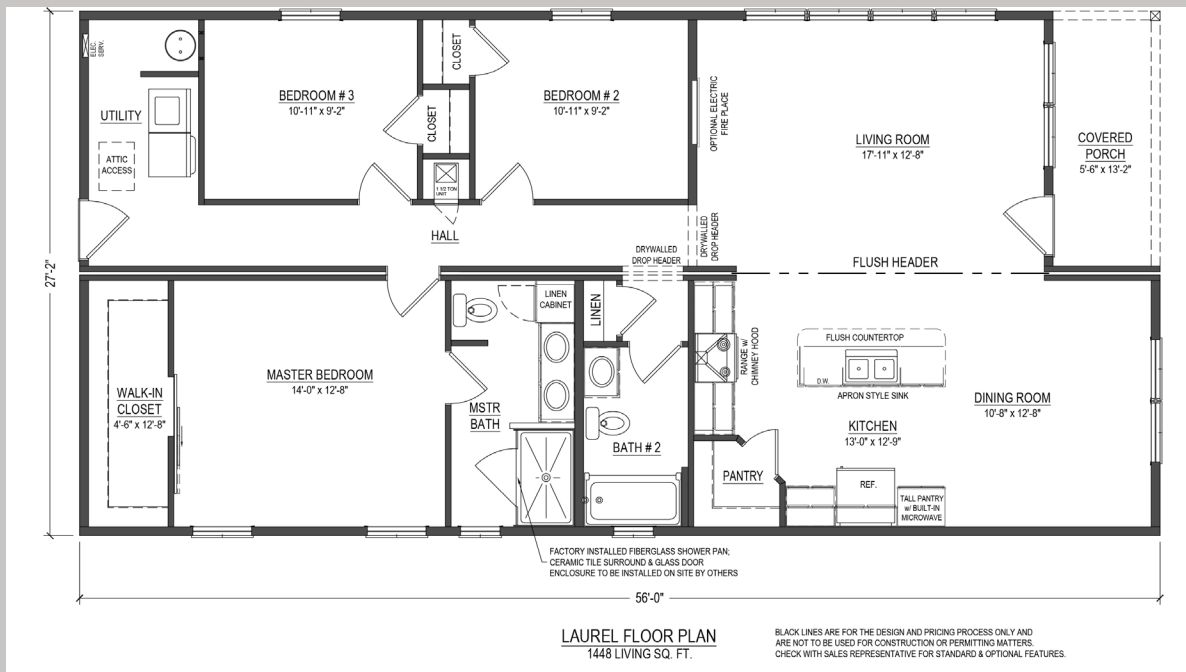 ELEC.
SERV.
UTILITY
ATTIC
ACCESS
BEDROOM # 3
10'-11" x 9'-2"
CLOSET
CLOSET
1 1/2 TON
UNIT
BEDROOM # 2
10'-11" x 9'-2"
OPTIONAL ELECTRIC
FIRE PLACE
LIVING ROOM
17'-11" x 12'-8"
COVERED
PORCH
5'-6" x 13'-2"
HALL
DRYWALLED
DROP HEADER
DRYWALLED
DROP HEADER
FLUSH HEADER
27'-2"
WALK-IN
CLOSET
4'-6" x 12'-8"
MASTER BEDROOM
14'-0" x 12'-8"
LINEN
CABINET
MSTR
BATH
LINEN
BATH # 2
RANGE w/
CHIMNEY HOOD
FLUSH COUNTERTOP
D.W.
APRON STYLE SINK
KITCHEN
13'-0" x 12'-9"
DINING ROOM
10'-8" x 12'-8"
PANTRY
REF.
TALL PANTRY
w/ BUILT-IN
MICROWAVE
FACTORY INSTALLED FIBERGLASS SHOWER PAN;
CERAMIC TILE SURROUND & GLASS DOOR
ENCLOSURE TO BE INSTALLED ON SITE BY OTHERS
56'-0"
LAUREL FLOOR PLAN
1448 LIVING SQ. FT.
BLACK LINES ARE FOR THE DESIGN AND PRICING PROCESS ONLY AND
ARE NOT TO BE USED FOR CONSTRUCTION OR PERMITTING MATTERS.
CHECK WITH SALES REPRESENTATIVE FOR STANDARD & OPTIONAL FEATURES.